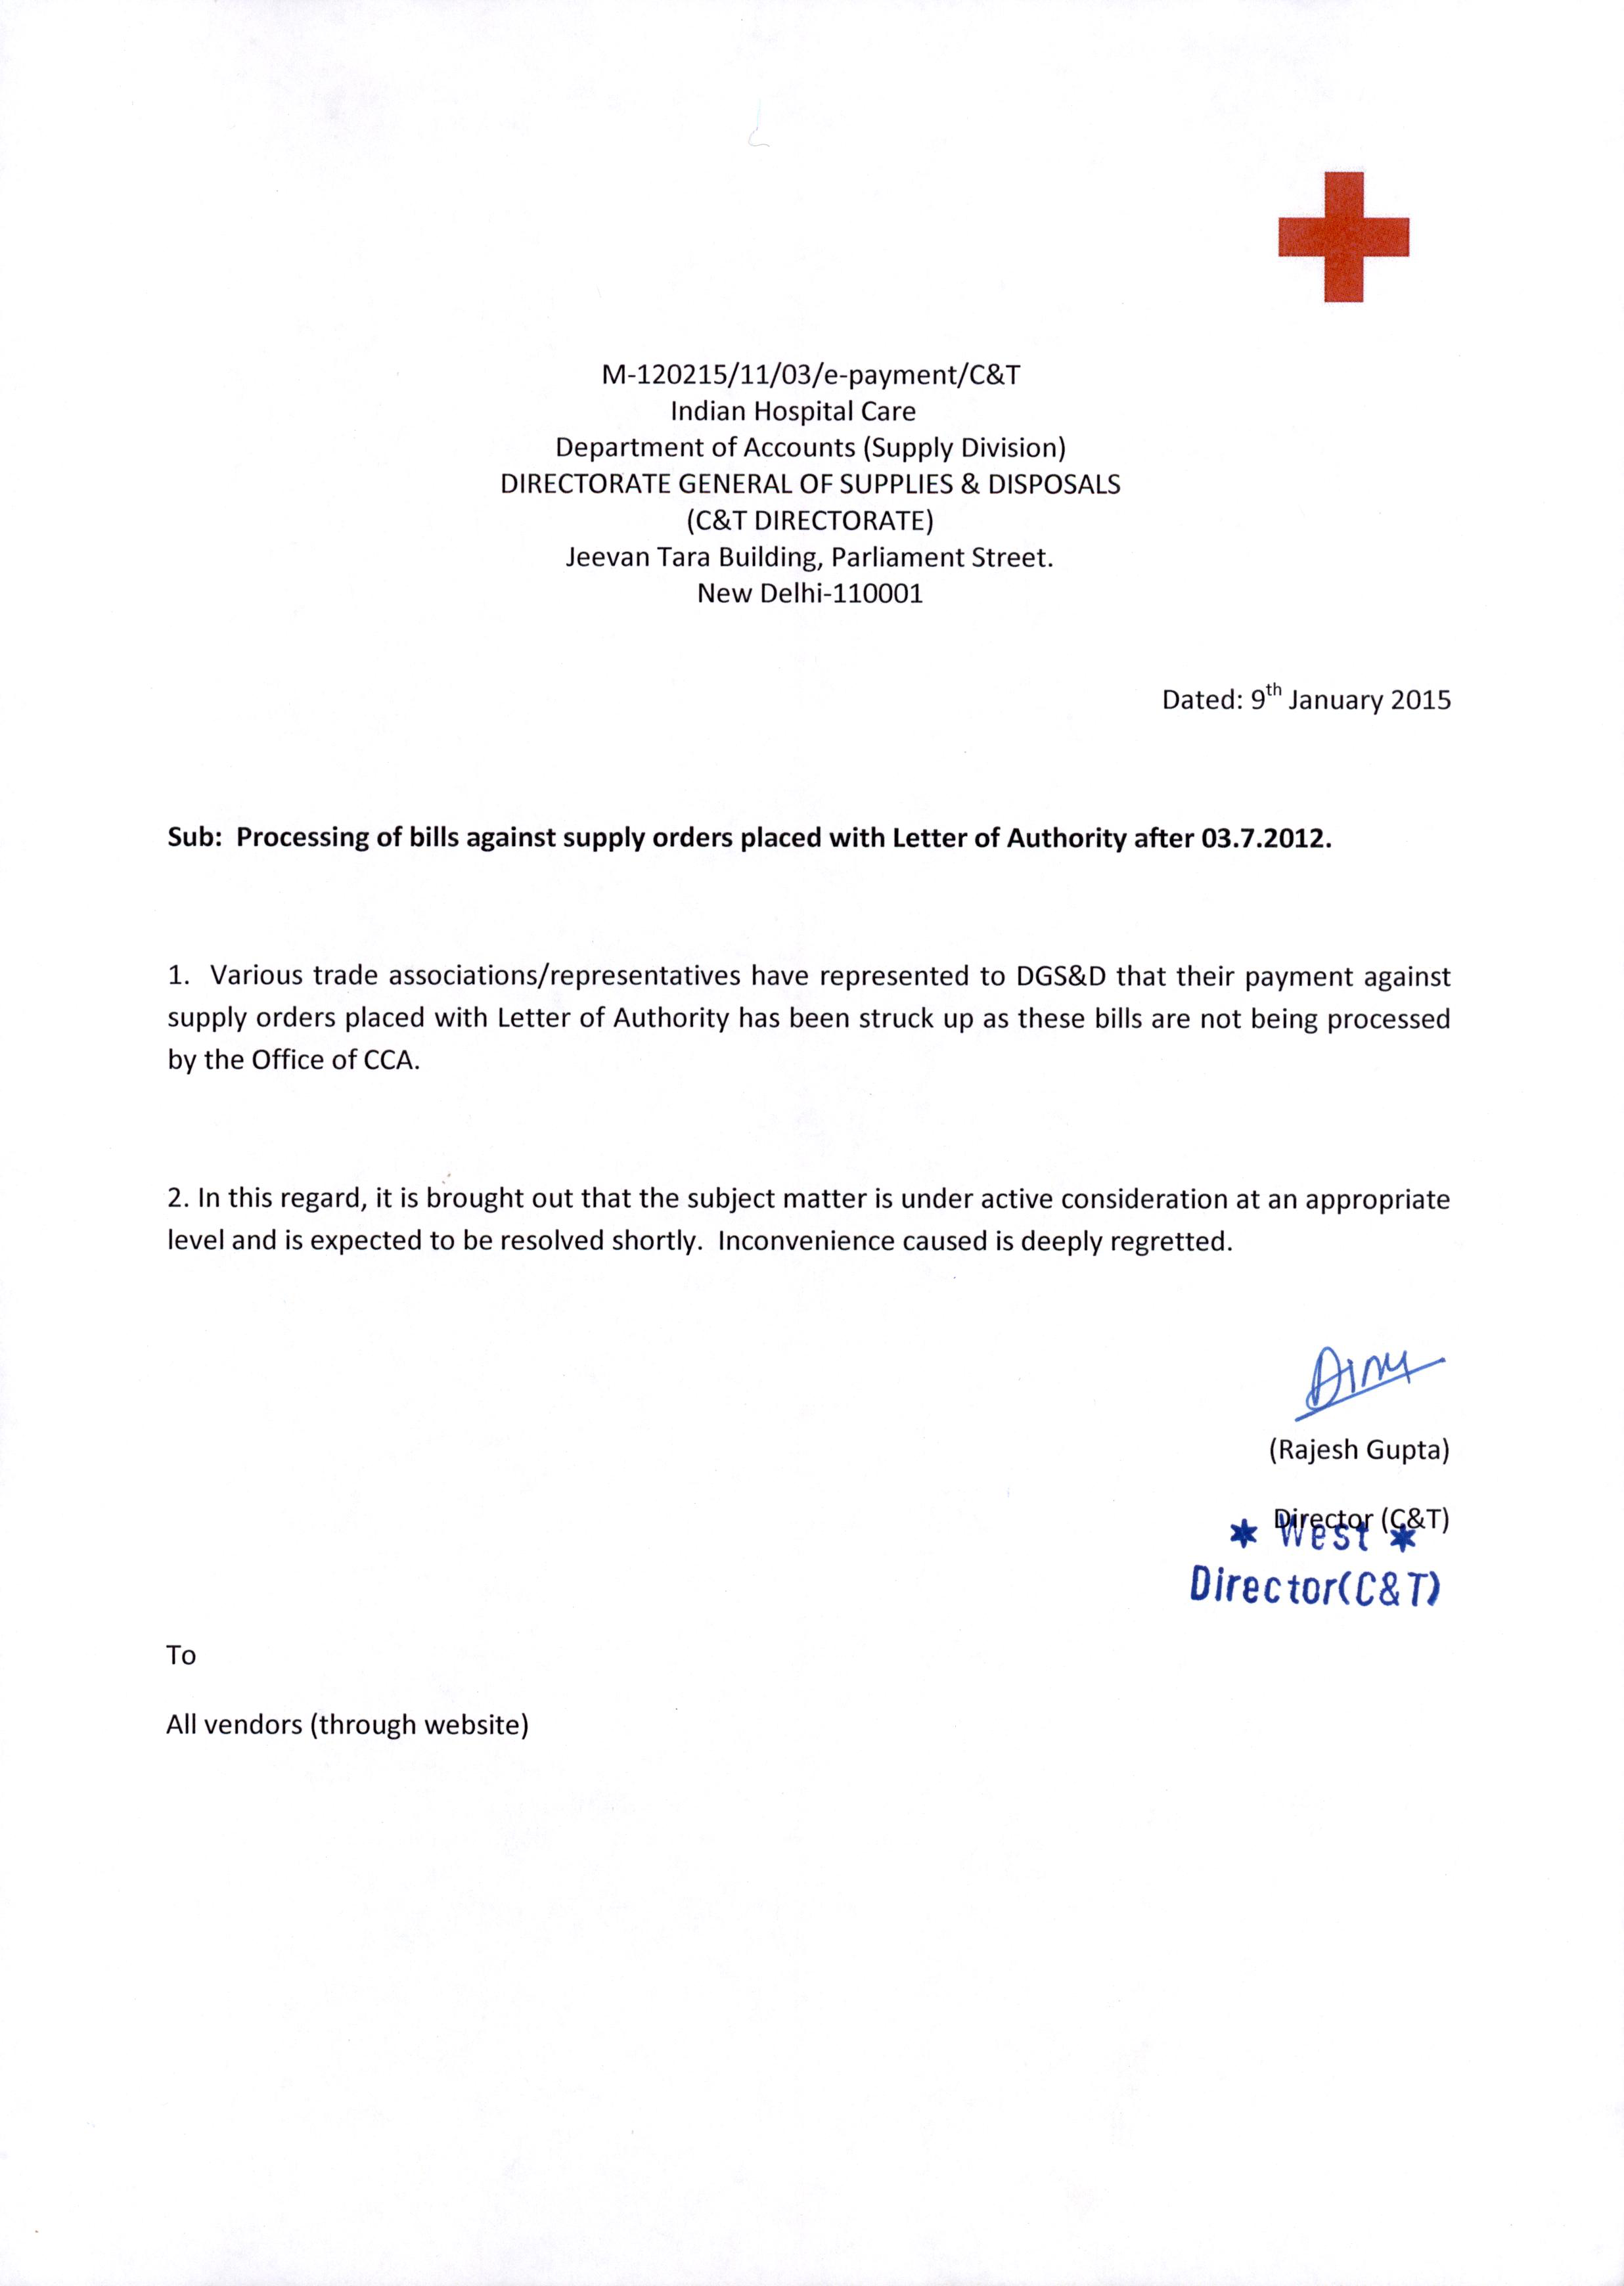 M-120215/11/03/e-payment/C&T
Indian Hospital Care
Department of Accounts (Supply Division)
DIRECTORATE GENERAL OF SUPPLIES & DISPOSALS
(C&T DIRECTORATE)
Jeevan Tara Building, Parliament Street.
New Delhi-110001
Dated: 9th January 2015
Sub:  Processing of bills against supply orders placed with Letter of Authority after 03.7.2012.
1.  Various trade associations/representatives have represented to DGS&D that their payment against
supply orders placed with Letter of Authority has been struck up as these bills are not being processed
by the Office of CCA.
2. In this regard, it is brought out that the subject matter is under active consideration at an appropriate
level and is expected to be resolved shortly.  Inconvenience caused is deeply regretted.
(Rajesh Gupta)
Director (C&T)
* West *
Director(C&T)
To
All vendors (through website)